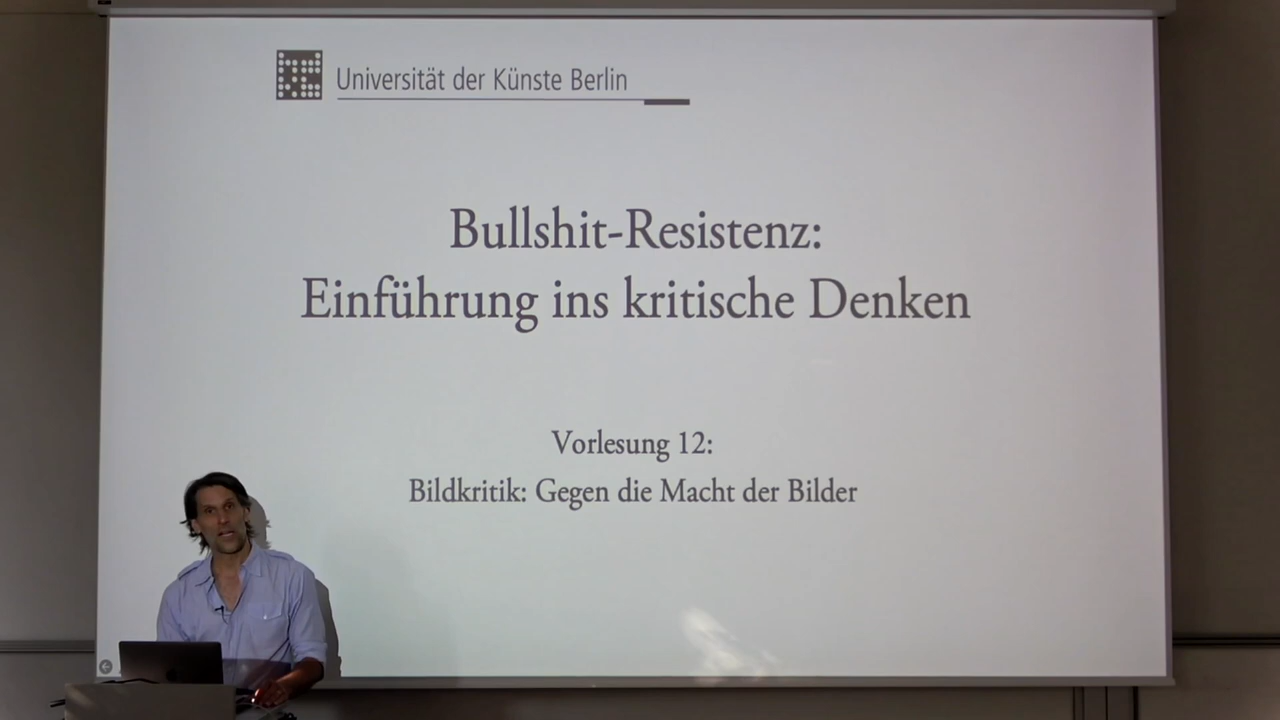 Universität der Künste Berlin
Bullshit-Resistenz:
Einführung ins kritische Denken
Vorlesung 12:
Bildkritik: Gegen die Macht der Bilder